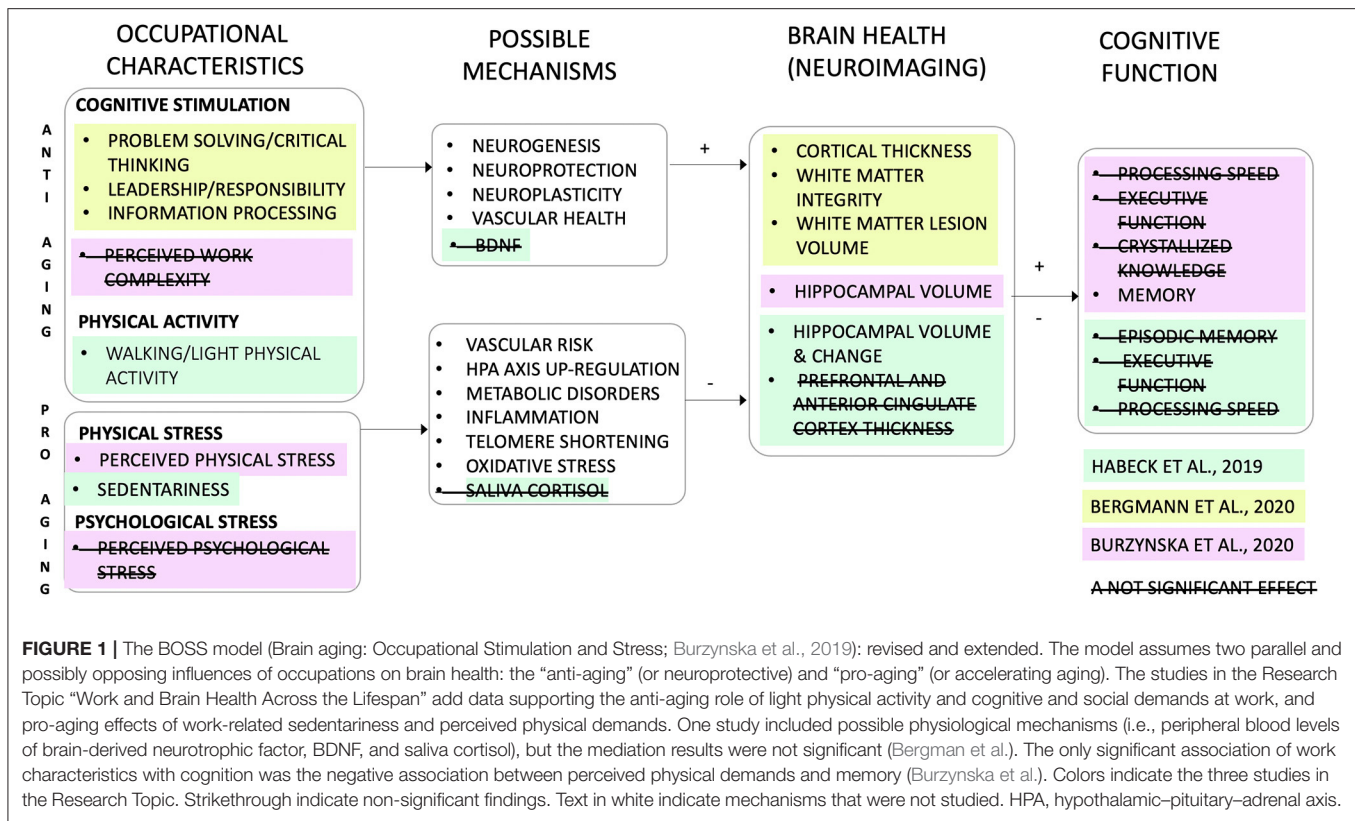 OCCUPATIONAL
CHARACTERISTICS
ANTI AGING
COGNITIVE STIMULATION
• PROBLEM SOLVING/CRITICAL
THINKING
• LEADERSHIP/RESPONSIBILITY
• INFORMATION PROCESSING
• PERCEIVED WORK
COMPLEXITY
PHYSICAL ACTIVITY
• WALKING/LIGHT PHYSICAL
ACTIVITY
PRO AGING
PHYSICAL STRESS
• PERCEIVED PHYSICAL STRESS
• SEDENTARINESS
PSYCHOLOGICAL STRESS
• PERCEIVED PSYCHOLOGICAL
STRESS
POSSIBLE
MECHANISMS
• NEUROGENESIS
• NEUROPROTECTION
• NEUROPLASTICITY
• VASCULAR HEALTH
• BDNF
• VASCULAR RISK
• HPA AXIS UP-REGULATION
• METABOLIC DISORDERS
• INFLAMMATION
• TELOMERE SHORTENING
• OXIDATIVE STRESS
• SALIVA CORTISOL
+
-
BRAIN HEALTH
(NEUROIMAGING)
• CORTICAL THICKNESS
• WHITE MATTER
INTEGRITY
• WHITE MATTER LESION
VOLUME
• HIPPOCAMPAL VOLUME
• HIPPOCAMPAL VOLUME
& CHANGE
• PREFRONTAL AND
ANTERIOR CINGULATE
CORTEX THICKNESS
+
-
COGNITIVE
FUNCTION
• PROCESSING SPEED
• EXECUTIVE
FUNCTION
• CRYSTALLIZED
KNOWLEDGE
• MEMORY
• EPISODIC MEMORY
• EXECUTIVE
FUNCTION
• PROCESSING SPEED
HABECK ET AL., 2019
BERGMANN ET AL., 2020
BURZYNSKA ET AL., 2020
A NOT SIGNIFICANT EFFECT
FIGURE 1 | The BOSS model (Brain aging: Occupational Stimulation and Stress; Burzynska et al., 2019): revised and extended. The model assumes two parallel and
possibly opposing influences of occupations on brain health: the “anti-aging” (or neuroprotective) and “pro-aging” (or accelerating aging). The studies in the Research
Topic “Work and Brain Health Across the Lifespan” add data supporting the anti-aging role of light physical activity and cognitive and social demands at work, and
pro-aging effects of work-related sedentariness and perceived physical demands. One study included possible physiological mechanisms (i.e., peripheral blood levels
of brain-derived neurotrophic factor, BDNF, and saliva cortisol), but the mediation results were not significant (Bergman et al.). The only significant association of work
characteristics with cognition was the negative association between perceived physical demands and memory (Burzynska et al.). Colors indicate the three studies in
the Research Topic. Strikethrough indicate non-significant findings. Text in white indicate mechanisms that were not studied. HPA, hypothalamic–pituitary–adrenal axis.